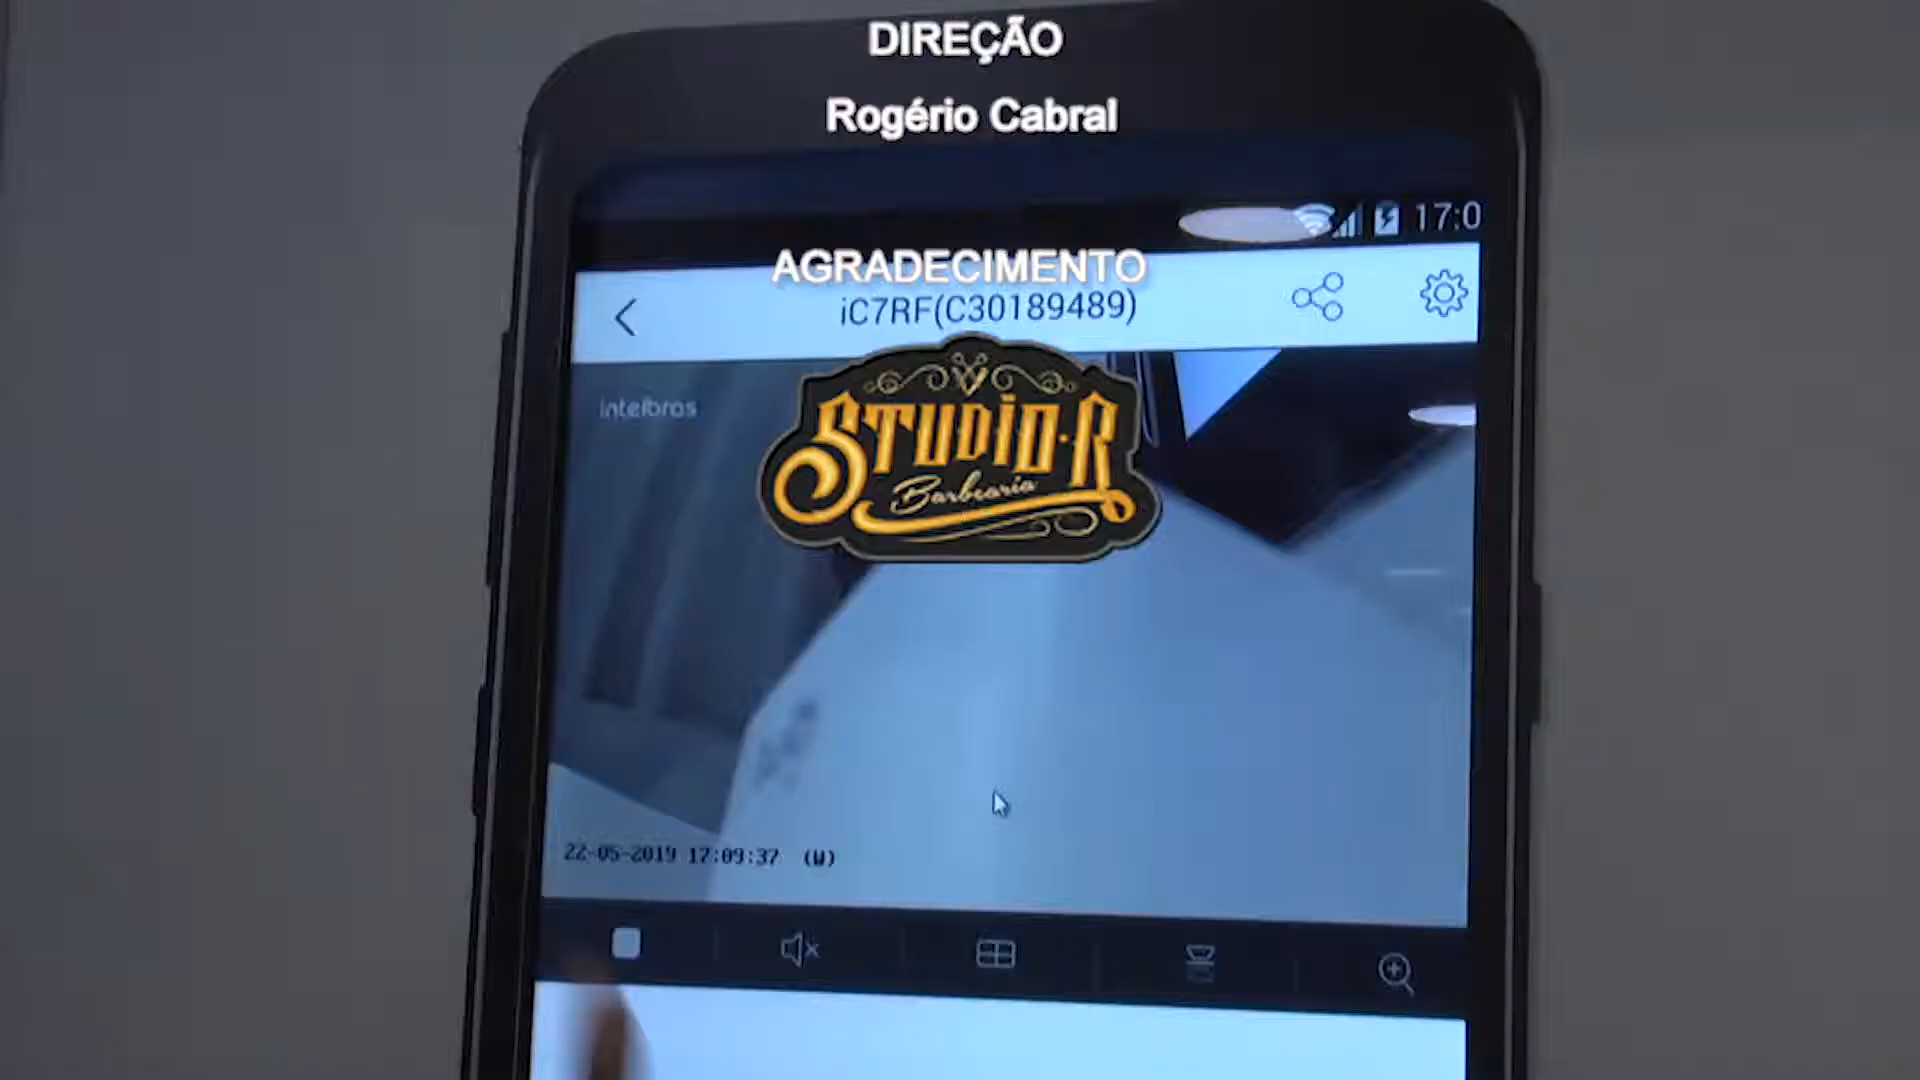 DIREÇÃO
Rogério Cabral
17:0
AGRADECIMENTO
iC7RF(C30189489)
intelbras
STUDIO·R
Barbearia
22-05-2019 17:09:37 (W)